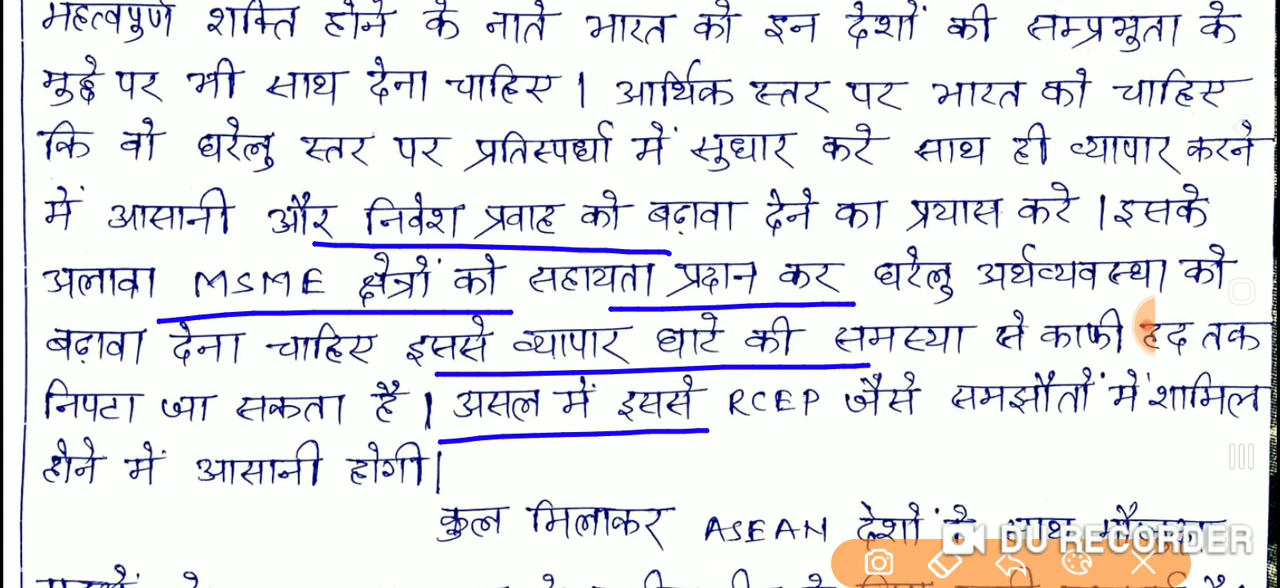 महत्वपूर्ण शक्ति होने के नाते भारत को इन देशों की सम्प्रभुता के
मुद्दे पर भी साथ देना चाहिए । आर्थिक स्तर पर भारत को चाहिए
कि वो घरेलु स्तर पर प्रतिस्पर्धा में सुधार करे साथ ही व्यापार करने
में आसानी और निवेश प्रवाह को बढ़ावा देने का प्रयास करे । इसके
अलावा MSME क्षेत्रों को सहायता प्रदान कर घरेलु अर्थव्यवस्था को
बढ़ावा देना चाहिए इससे व्यापार घाटे की समस्या से काफी हद तक
निपटा जा सकता है । असल में इससे RCEP जैसे समझौतों में शामिल
होने में आसानी होगी।
कुल मिलाकर ASEAN देशों के साथ
DU RECORDER